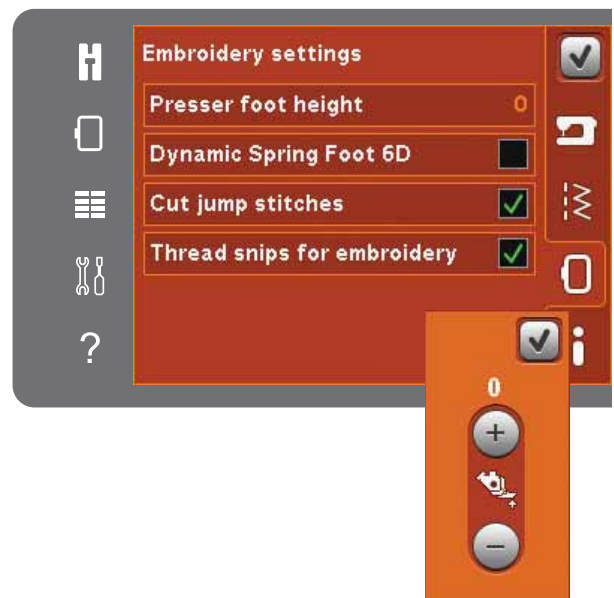 Embroidery settings
Presser foot height 0
Dynamic Spring Foot 6D
Cut jump stitches
Thread snips for embroidery
?
0
+
−